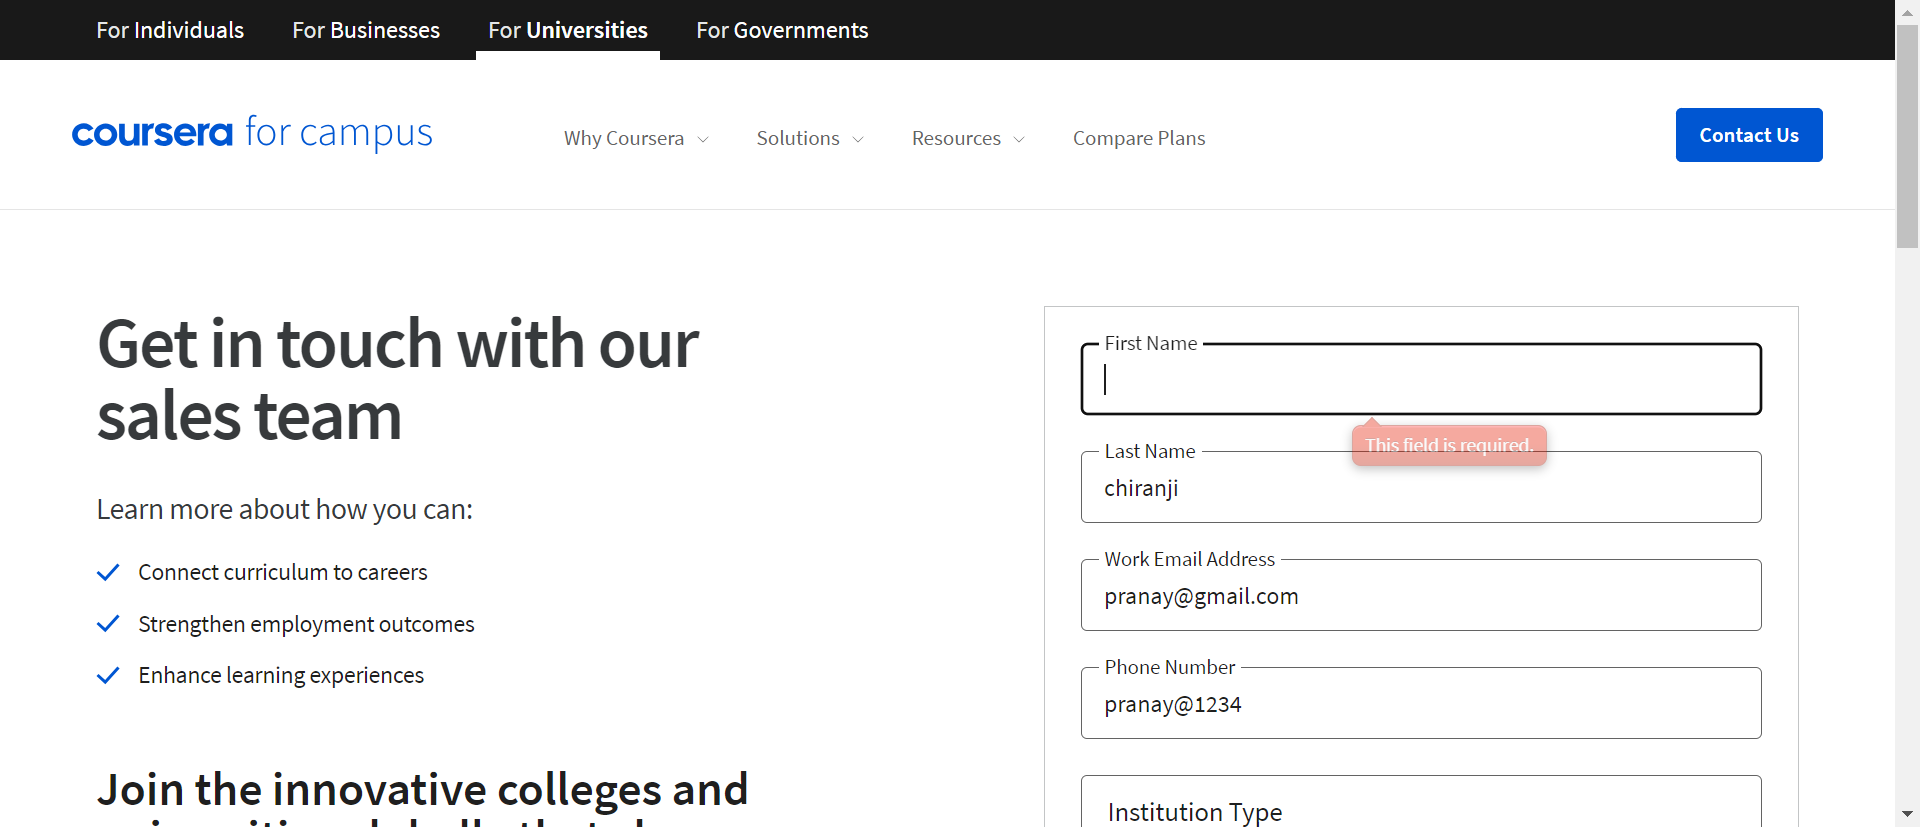 For Individuals For Businesses For Universities For Governments
coursera for campus Why Coursera Solutions Resources Compare Plans Contact Us
Get in touch with our
sales team
Learn more about how you can:
Connect curriculum to careers
Strengthen employment outcomes
Enhance learning experiences
Join the innovative colleges and
First Name
This field is required.
Last Name
chiranji
Work Email Address
pranay@gmail.com
Phone Number
pranay@1234
Institution Type